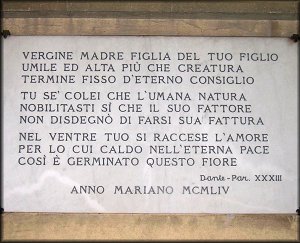 VERGINE MADRE FIGLIA DEL TUO FIGLIO
UMILE ED ALTA PIÙ CHE CREATURA
TERMINE FISSO D'ETERNO CONSIGLIO
TU SE' COLEI CHE L'UMANA NATURA
NOBILITASTI SÍ CHE IL SUO FATTORE
NON DISDEGNÒ DI FARSI SUA FATTURA
NEL VENTRE TUO SI RACCESE L'AMORE
PER LO CUI CALDO NELL'ETERNA PACE
COSÌ È GERMINATO QUESTO FIORE
Dante-Par. XXXIII
ANNO MARIANO MCMLIV